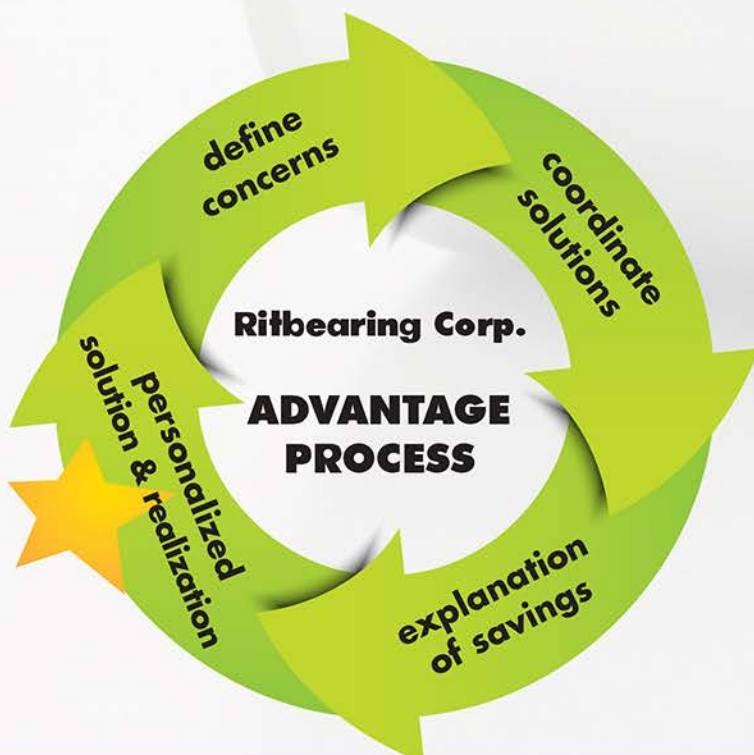 define
concerns
coordinate
solutions
explanation
of savings
personalized
solution & realization
Ritbearing Corp.
ADVANTAGE
PROCESS